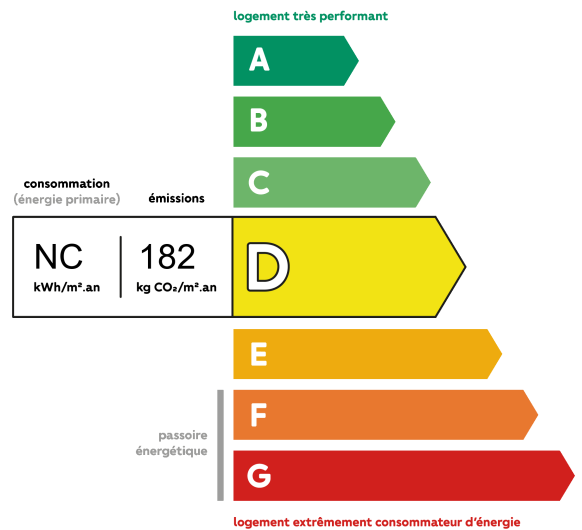 logement très performant
A
B
C
consommation
(énergie primaire)
émissions
NC
182
kWh/m².an
kg CO₂/m².an
D
E
F
passoire
énergétique
G
logement extrêmement consommateur d'énergie